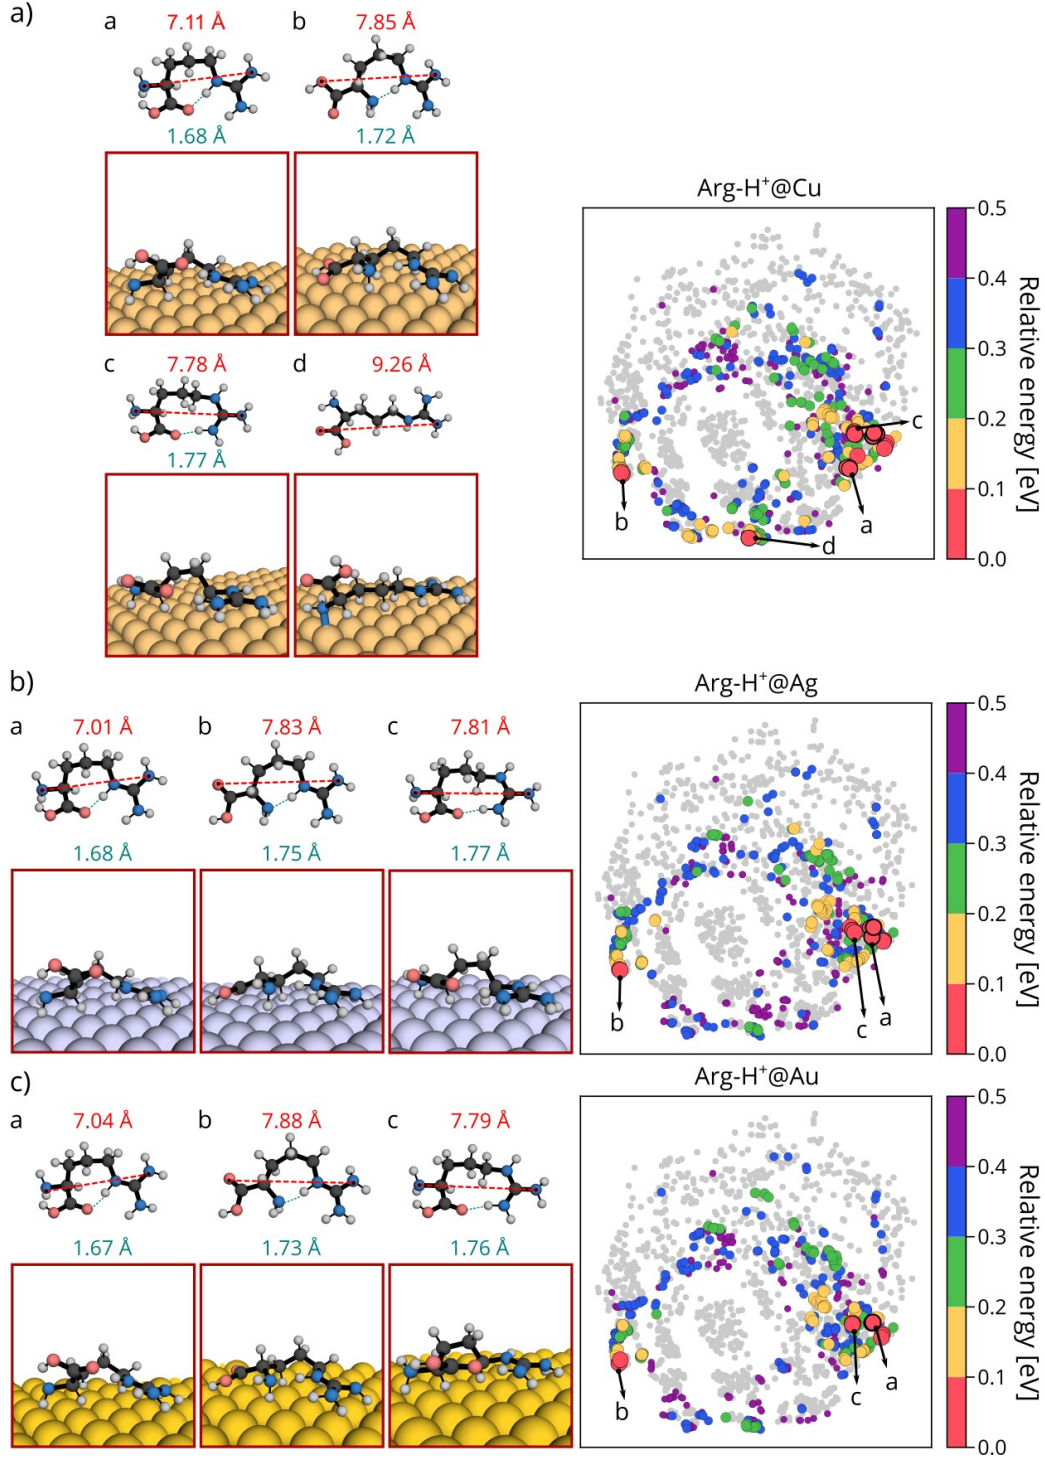 a)
a 7.11 Å b 7.85 Å
1.68 Å 1.72 Å
c 7.78 Å d 9.26 Å
1.77 Å
Arg-H⁺@Cu
0.5
0.4
0.3
0.2
0.1
0.0
Relative energy [eV]
c
a
b
d
b)
a 7.01 Å b 7.83 Å c 7.81 Å
1.68 Å 1.75 Å 1.77 Å
Arg-H⁺@Ag
0.5
0.4
0.3
0.2
0.1
0.0
Relative energy [eV]
b
c
a
c)
a 7.04 Å b 7.88 Å c 7.79 Å
1.67 Å 1.73 Å 1.76 Å
Arg-H⁺@Au
0.5
0.4
0.3
0.2
0.1
0.0
Relative energy [eV]
b
c
a